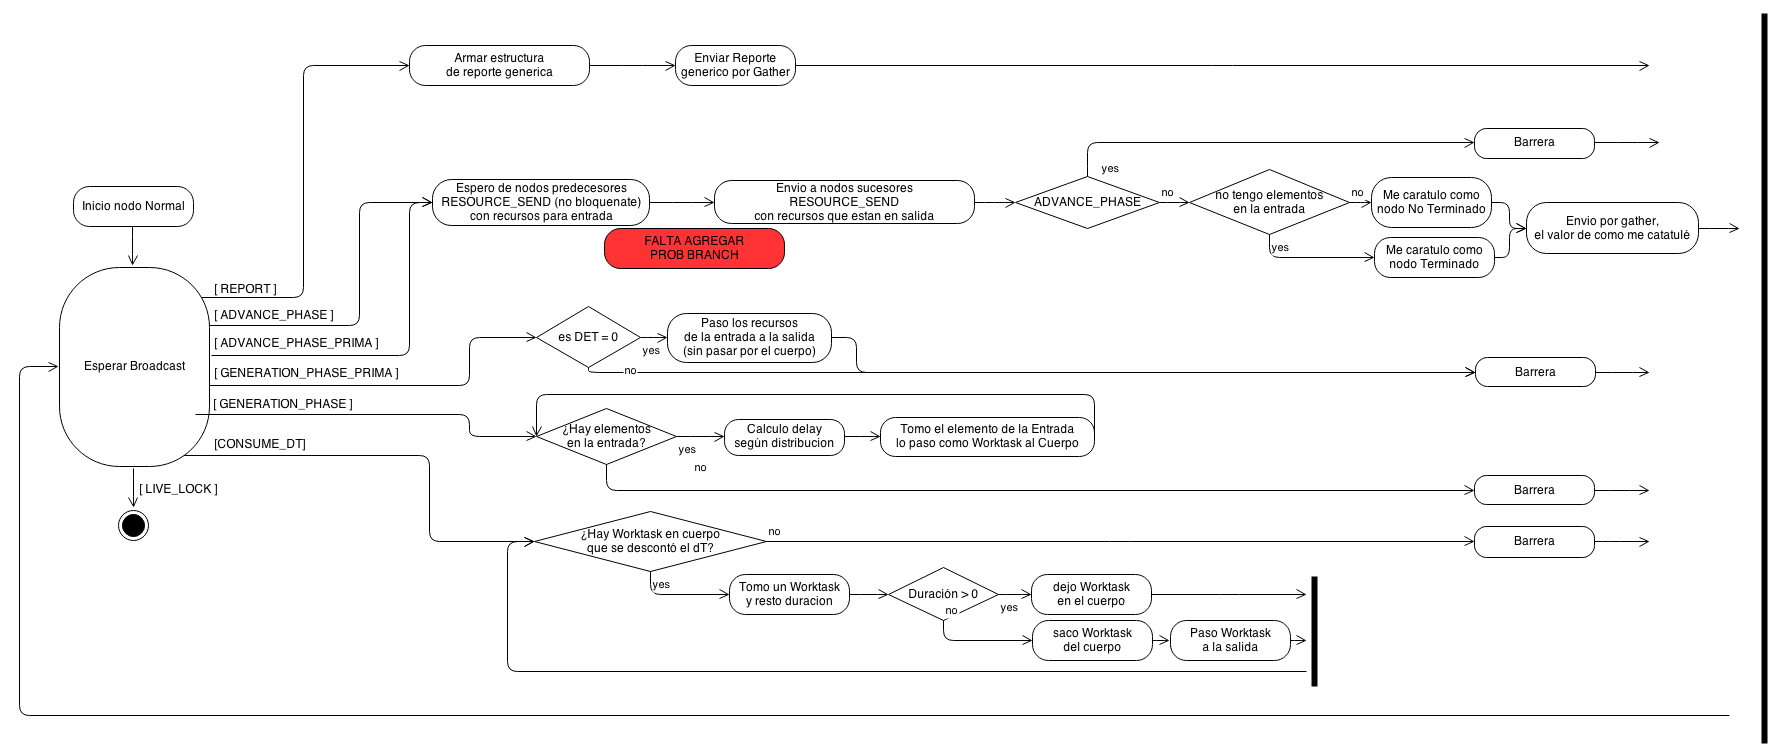 Armar estructura
de reporte generica
Enviar Reporte
generico por Gather
Barrera
yes
Inicio nodo Normal
Espero de nodos predecesores
RESOURCE_SEND (no bloquenate)
con recursos para entrada
Envio a nodos sucesores
RESOURCE_SEND
con recursos que estan en salida
ADVANCE_PHASE
no
no tengo elementos
en la entrada
no
Me caratulo como
nodo No Terminado
yes
Me caratulo como
nodo Terminado
Envio por gather,
el valor de como me catatulé
FALTA AGREGAR
PROB BRANCH
Esperar Broadcast
[ REPORT ]
[ ADVANCE_PHASE ]
[ ADVANCE_PHASE_PRIMA ]
[ GENERATION_PHASE_PRIMA ]
[ GENERATION_PHASE ]
[CONSUME_DT]
[ LIVE_LOCK ]
es DET = 0
yes
Paso los recursos
de la entrada a la salida
(sin pasar por el cuerpo)
no
Barrera
¿Hay elementos
en la entrada?
yes
no
Calculo delay
según distribucion
Tomo el elemento de la Entrada
lo paso como Worktask al Cuerpo
Barrera
¿Hay Worktask en cuerpo
que se descontó el dT?
no
Barrera
yes
Tomo un Worktask
y resto duracion
Duración > 0
yes
dejo Worktask
en el cuerpo
no
saco Worktask
del cuerpo
Paso Worktask
a la salida